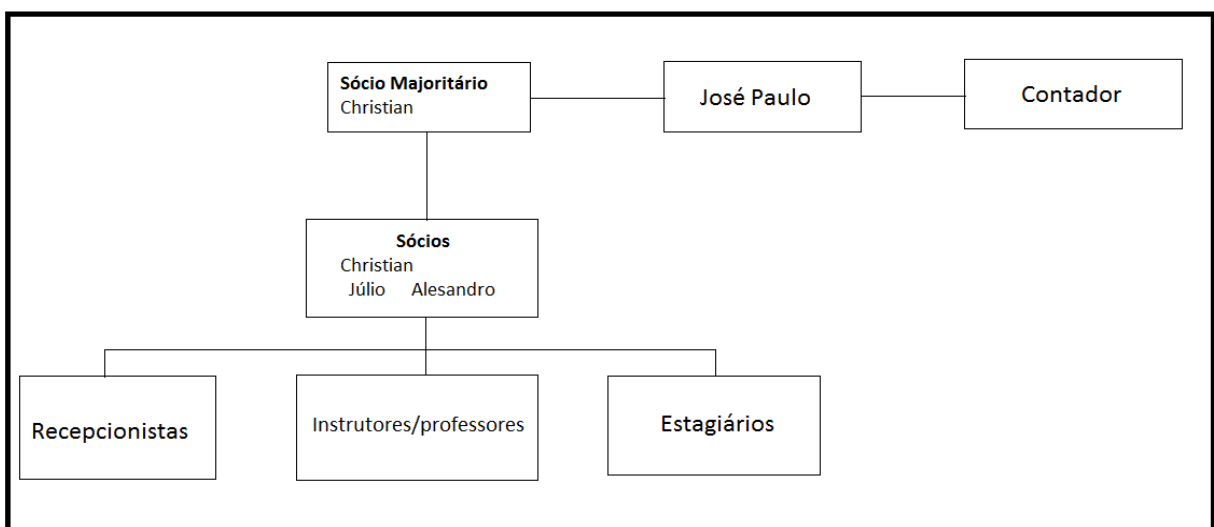 Sócio Majoritário
Christian
José Paulo
Contador
Sócios
Christian
Júlio Alesandro
Recepcionistas
Instrutores/professores
Estagiários